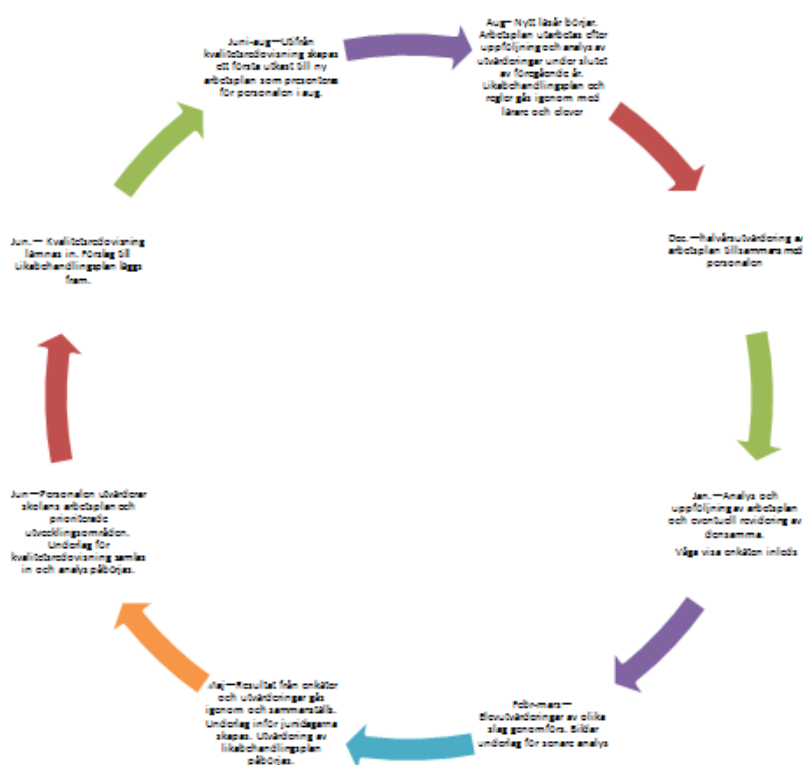 Aug– Nytt läsår börjar.
Arbetsplan utarbetas efter
uppföljning och analys av
utvärderingar under slutet
av föregående år.
Likabehandlingsplan och
regler gås igenom med
lärare och elever
Dec.—halvårsutvärdering av
arbetsplan tillsammans med
personalen
Jan.—Analys och
uppföljning av arbetsplan
och eventuell revidering av
densamma.
Våga visa enkäten inleds
Febr-mars—
Elevutvärderingar av olika
slag genomförs. Bildar
underlag för senare analys
Maj—Resultat från enkäter
och utvärderingar gås
igenom och sammanställs.
Underlag inför junidagarna
skapas. Utvärdering av
likabehandlingsplan
påbörjas.
Jun—Personalen utvärderar
skolans arbetsplan och
prioriterade
utvecklingsområden.
Underlag för
kvalitetsredovisning samlas
in och analys påbörjas.
Jun.— Kvalitetsredovisning
lämnas in. Förslag till
Likabehandlingsplan läggs
fram.
Juni-aug—Utifrån
kvalitetsredovisning skapas
ett första utkast till ny
arbetsplan som presenteras
för personalen i aug.